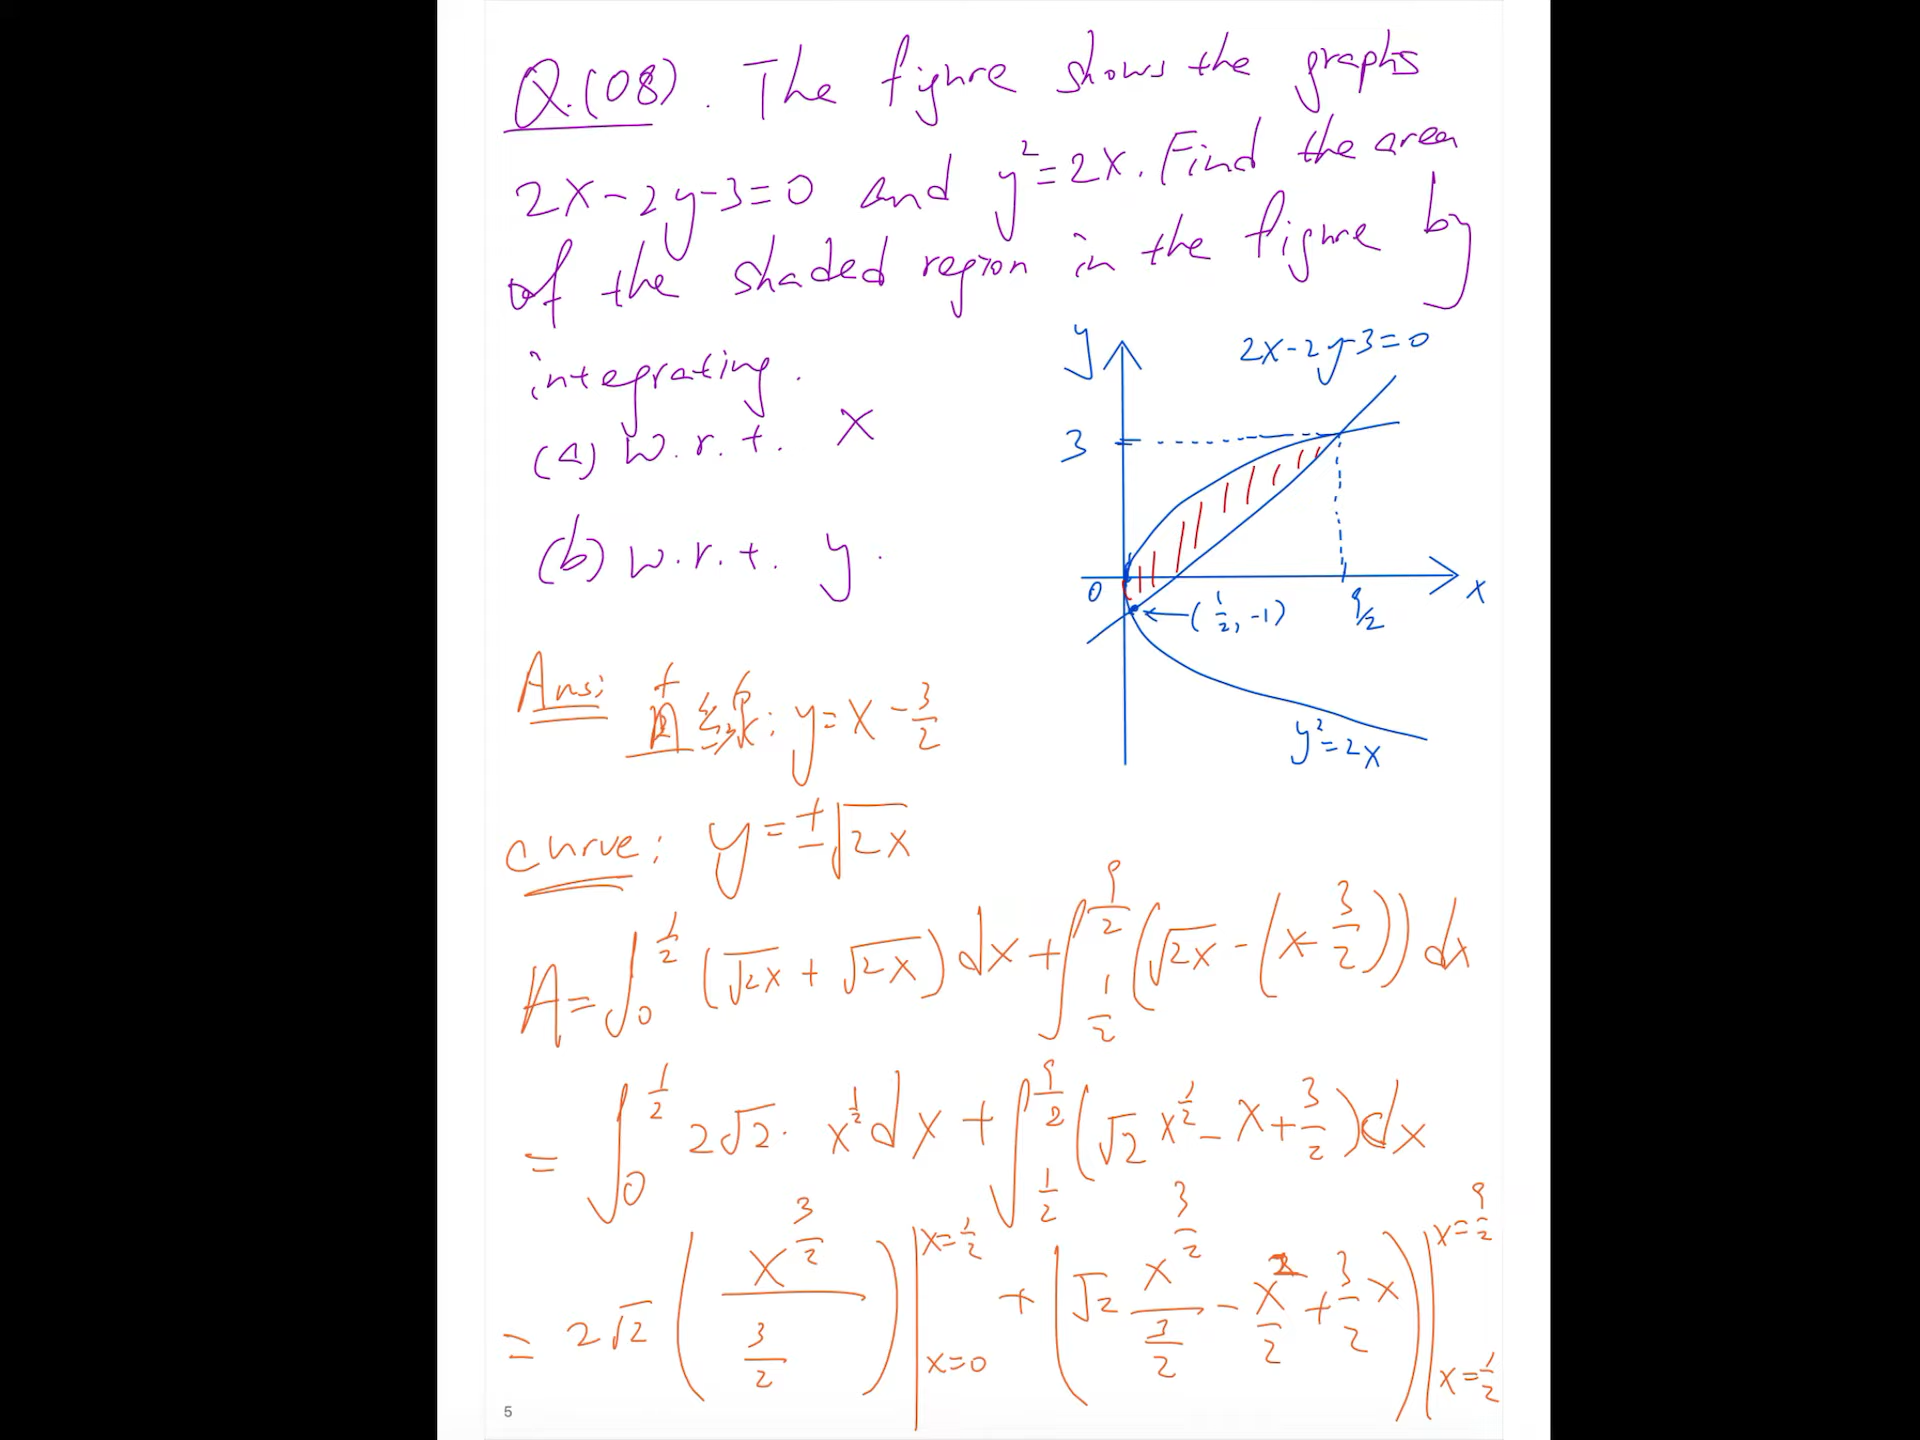 Q.(08). The figure shows the graphs
2x-2y-3=0 and y²=2x. Find the area
of the shaded region in the figure by
integrating.
(a) w.r.t. x
(b) w.r.t. y.
y
2x-2y-3=0
3
0
(1/2, -1)
9/2
x
y²=2x
Ans: 直線: y=x-3/2
curve: y=±√2x
A=∫₀^{1/2} (√2x + √2x) dx + ∫_{1/2}^{9/2} (√2x - (x-3/2)) dx
= ∫₀^{1/2} 2√2 · x^{1/2} dx + ∫_{1/2}^{9/2} (√2 x^{1/2} - x + 3/2) dx
= 2√2 (x^{3/2} / (3/2)) |_{x=0}^{x=1/2} + (√2 x^{3/2} / (3/2) - x²/2 + 3/2 x) |_{x=1/2}^{x=9/2}
5